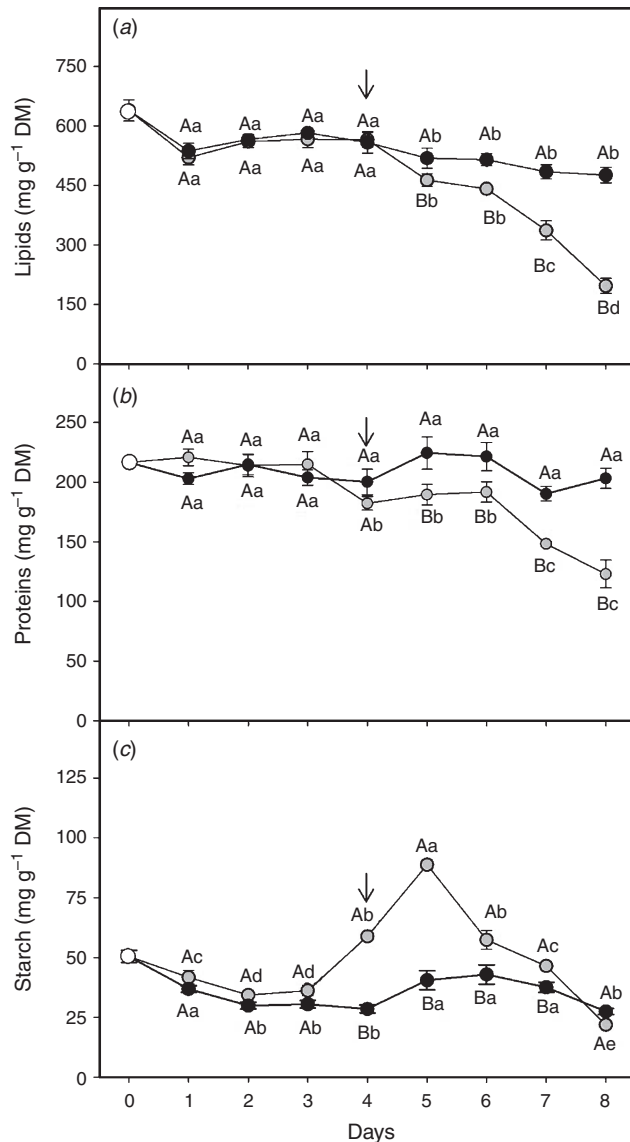 (a)
750
600
450
300
150
0
Lipids (mg g⁻¹ DM)
Aa Aa Aa Aa Ab Ab Ab Ab
Aa Aa Aa Aa Bb Bb Bc Bd
(b)
250
200
150
100
50
0
Proteins (mg g⁻¹ DM)
Aa Aa Aa Aa Aa Aa Aa Aa
Aa Aa Aa Ab Bb Bb Bc Bc
(c)
125
100
75
50
25
0
Starch (mg g⁻¹ DM)
Ac Ad Ad Ab Aa Ab Ac Ab
Aa Ab Ab Bb Ba Ba Ba Ae
0 1 2 3 4 5 6 7 8
Days